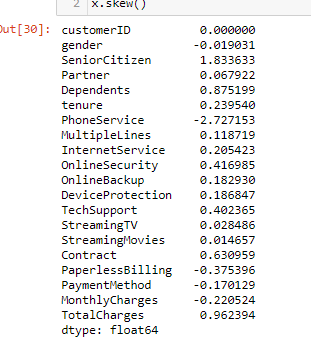 2 x.skew()
Out[30]: customerID 0.000000
gender -0.019031
SeniorCitizen 1.833633
Partner 0.067922
Dependents 0.875199
tenure 0.239540
PhoneService -2.727153
MultipleLines 0.118719
InternetService 0.205423
OnlineSecurity 0.416985
OnlineBackup 0.182930
DeviceProtection 0.186847
TechSupport 0.402365
StreamingTV 0.028486
StreamingMovies 0.014657
Contract 0.630959
PaperlessBilling -0.375396
PaymentMethod -0.170129
MonthlyCharges -0.220524
TotalCharges 0.962394
dtype: float64